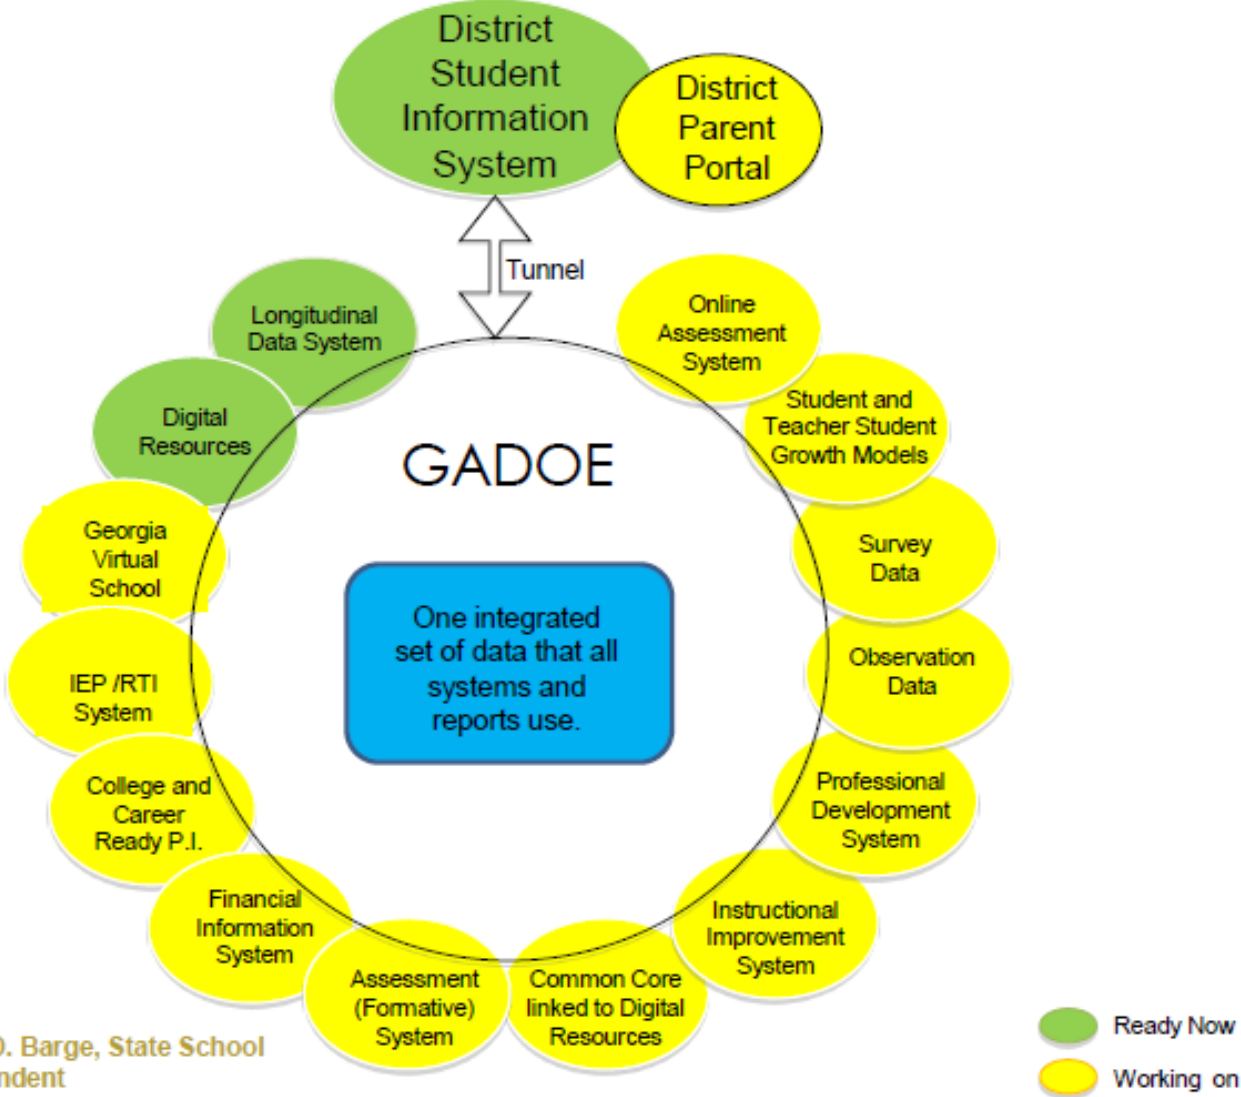 District
Student
Information
System
District
Parent
Portal
Tunnel
Longitudinal
Data System
Online
Assessment
System
Digital
Resources
Student and
Teacher Student
Growth Models
GADOE
Georgia
Virtual
School
Survey
Data
One integrated
set of data that all
systems and
reports use.
IEP /RTI
System
Observation
Data
College and
Career
Ready P.I.
Professional
Development
System
Financial
Information
System
Instructional
Improvement
System
Assessment
(Formative)
System
Common Core
linked to Digital
Resources
Barge, State School
Ready Now
Working on